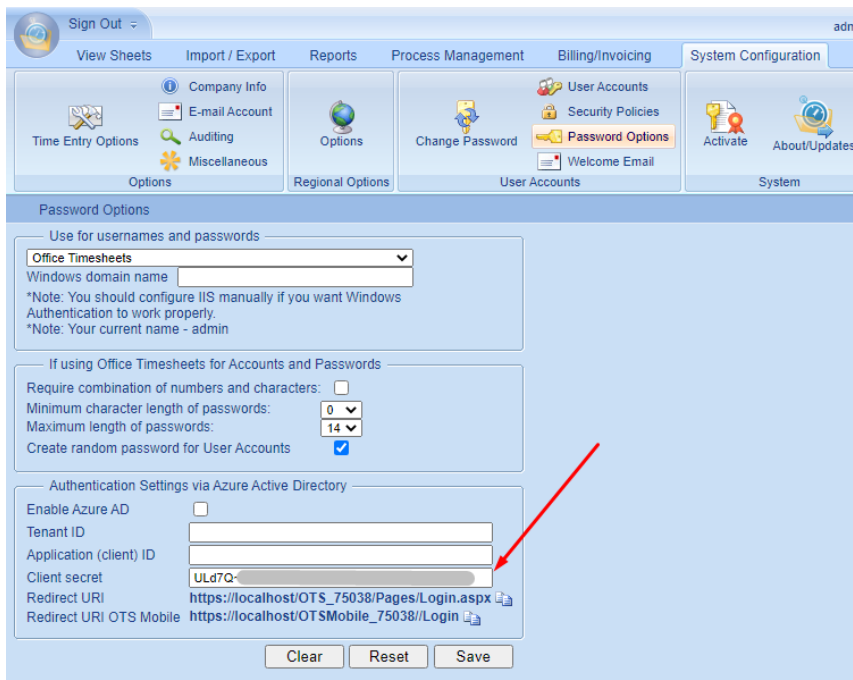 Sign Out
adn
View Sheets Import / Export Reports Process Management Billing/Invoicing System Configuration
Company Info
User Accounts
E-mail Account
Security Policies
Time Entry Options
Auditing
Options
Change Password
Password Options
Activate
About/Updates
Miscellaneous
Welcome Email
Options Regional Options User Accounts System
Password Options
Use for usernames and passwords
Office Timesheets
Windows domain name
*Note: You should configure IIS manually if you want Windows
Authentication to work properly.
*Note: Your current name - admin
If using Office Timesheets for Accounts and Passwords
Require combination of numbers and characters:
Minimum character length of passwords: 0
Maximum length of passwords: 14
Create random password for User Accounts
Authentication Settings via Azure Active Directory
Enable Azure AD
Tenant ID
Application (client) ID
Client secret ULd7Q-
Redirect URI https://localhost/OTS_75038/Pages/Login.aspx
Redirect URI OTS Mobile https://localhost/OTSMobile_75038//Login
Clear Reset Save